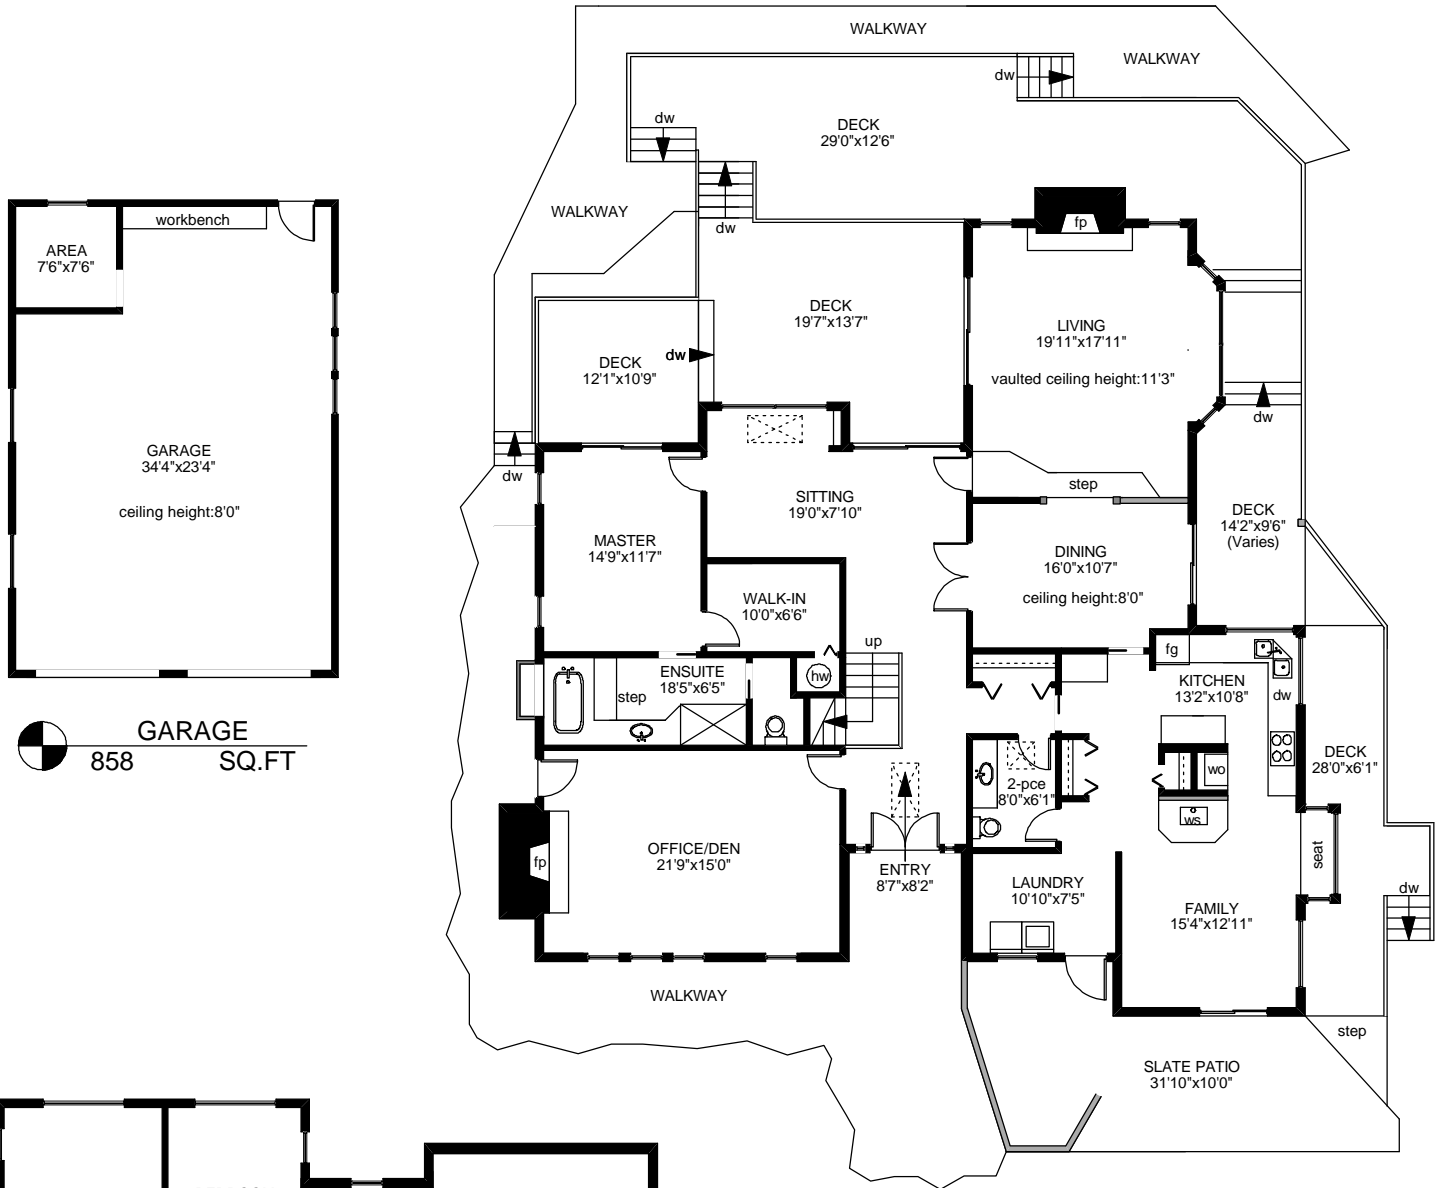 WALKWAY
WALKWAY
dw
DECK
29'0"x12'6"
dw
WALKWAY
dw
fp
workbench
AREA
7'6"x7'6"
DECK
19'7"x13'7"
LIVING
19'11"x17'11"
vaulted ceiling height:11'3"
DECK
12'1"x10'9"
dw
dw
GARAGE
34'4"x23'4"
ceiling height:8'0"
dw
step
SITTING
19'0"x7'10"
MASTER
14'9"x11'7"
DECK
14'2"x9'6"
(Varies)
DINING
16'0"x10'7"
ceiling height:8'0"
WALK-IN
10'0"x6'6"
up
fg
ENSUITE
18'5"x6'5"
step
hw
KITCHEN
13'2"x10'8"
dw
GARAGE
858 SQ.FT
DECK
28'0"x6'1"
wo
2-pce
8'0"x6'1"
ws
OFFICE/DEN
21'9"x15'0"
fp
ENTRY
8'7"x8'2"
seat
LAUNDRY
10'10"x7'5"
dw
FAMILY
15'4"x12'11"
WALKWAY
step
SLATE PATIO
31'10"x10'0"